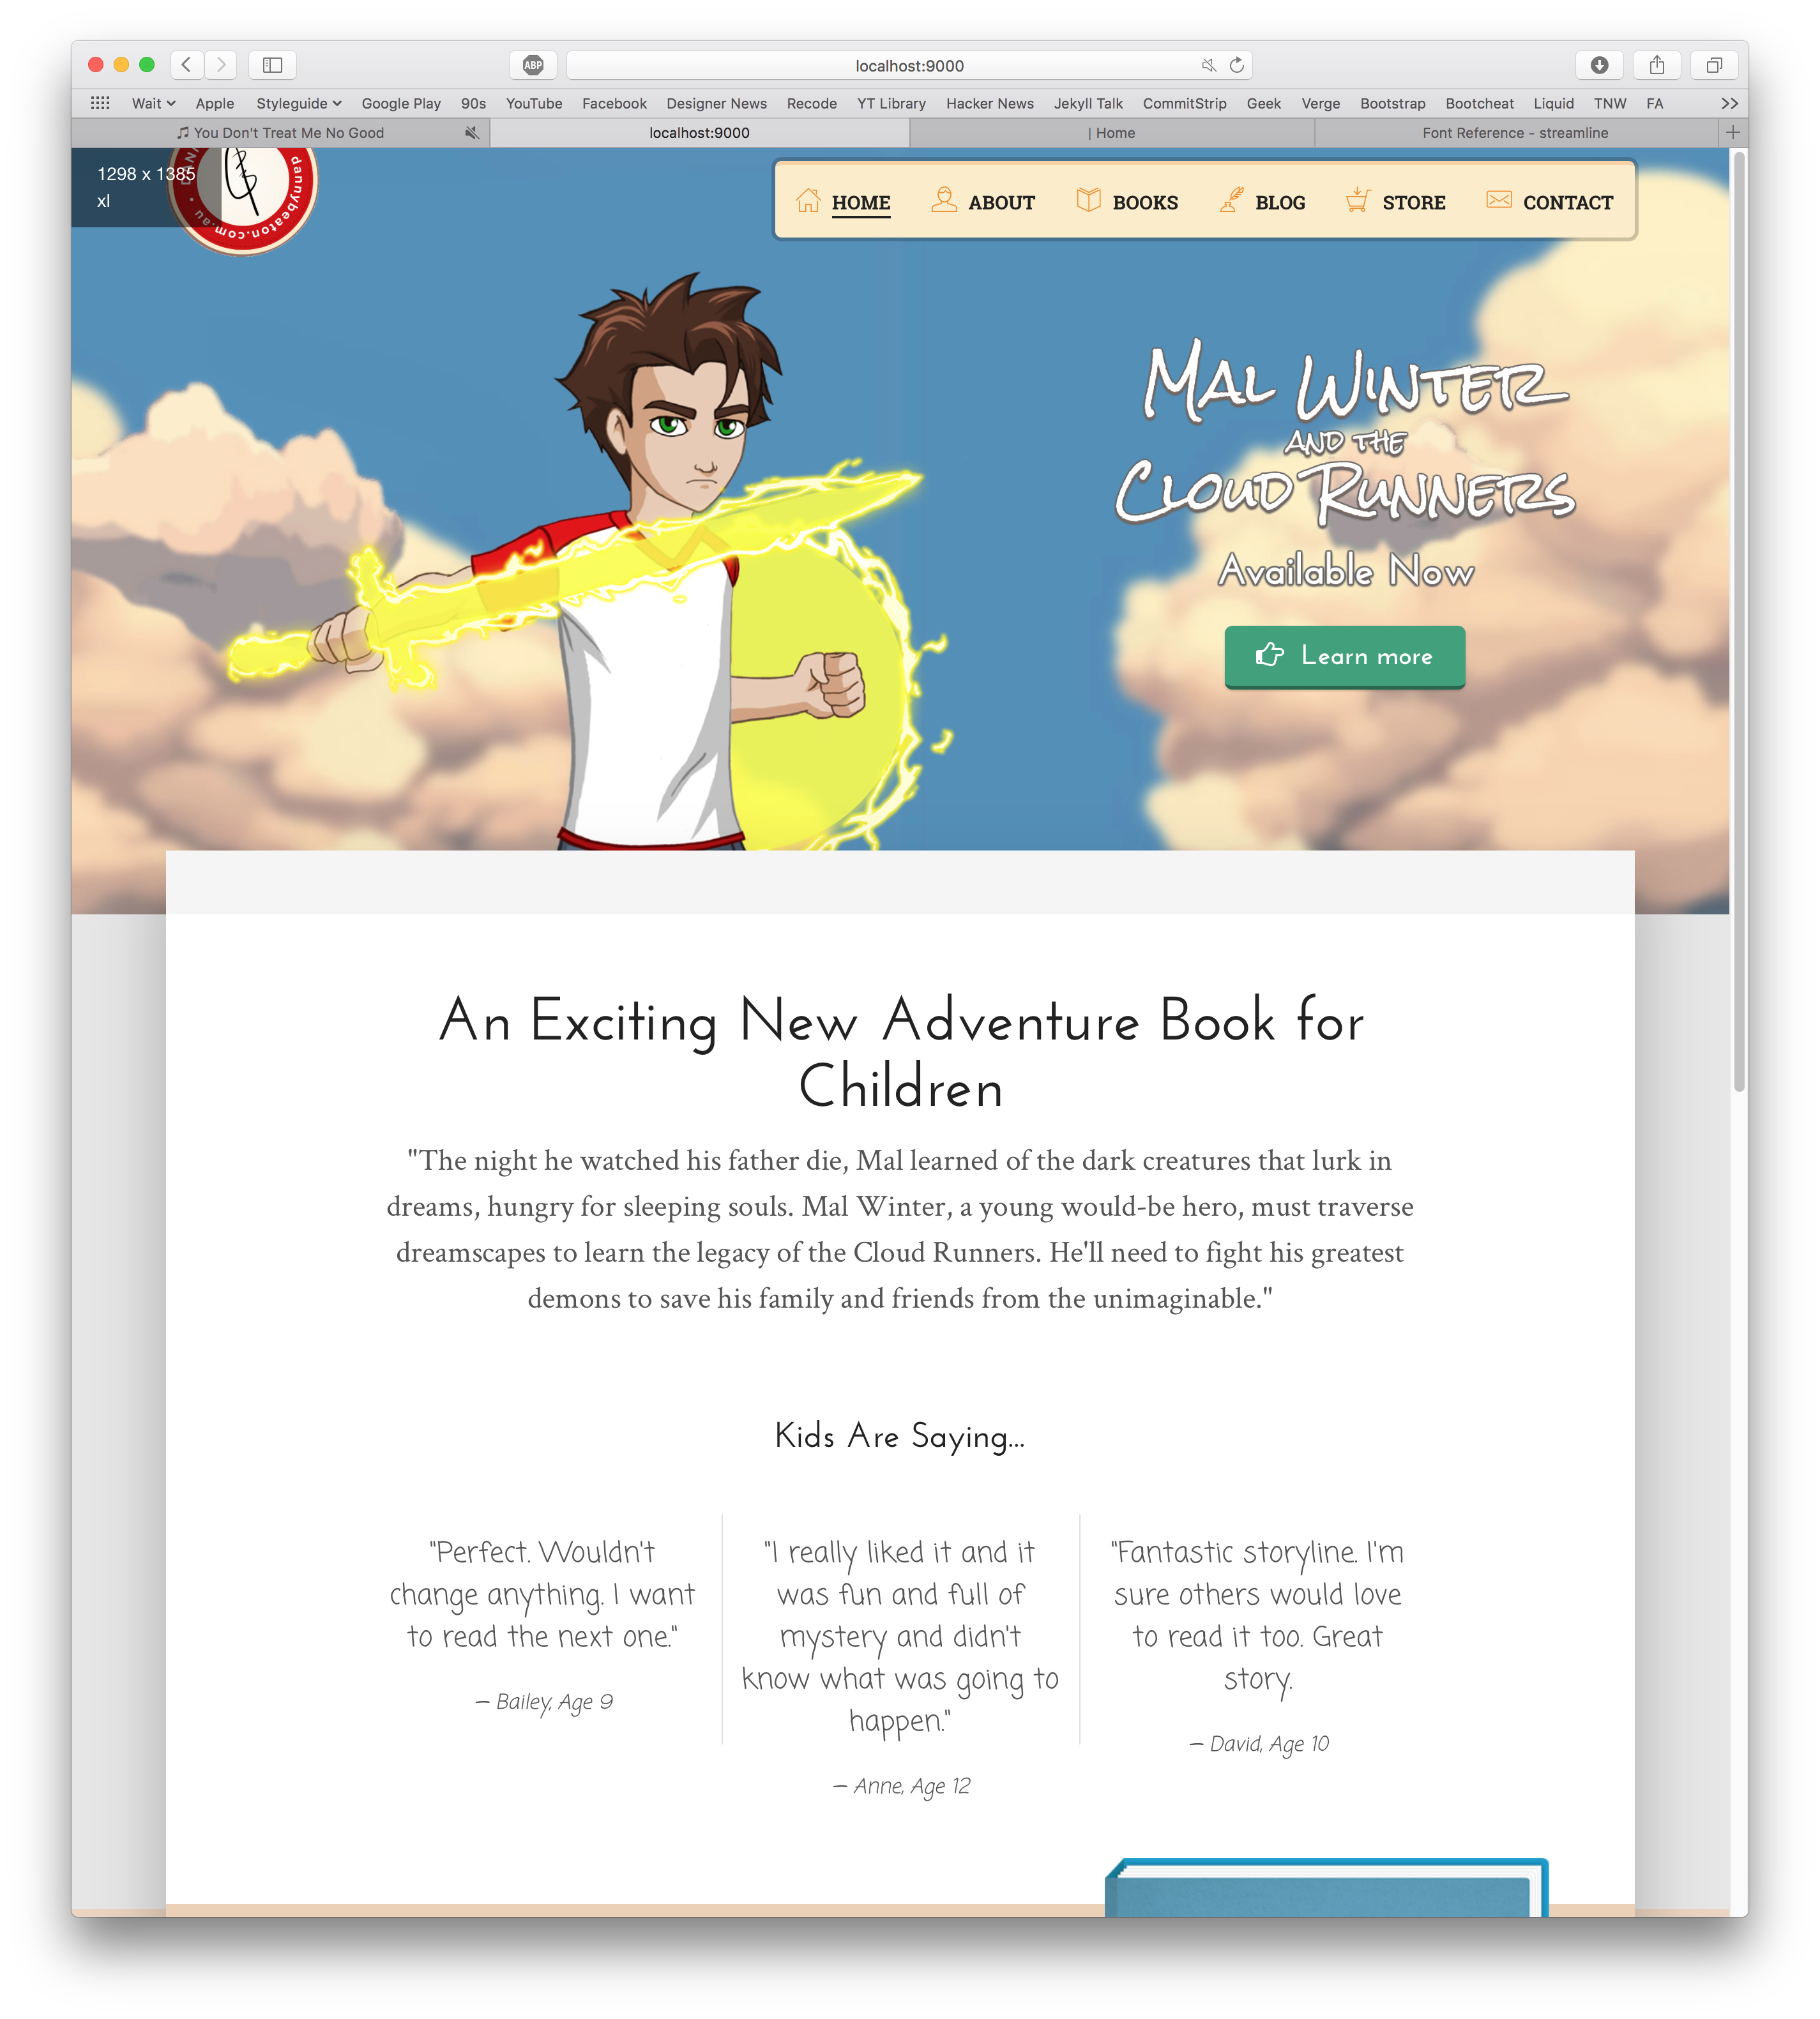 ABP
localhost:9000
Wait Apple Styleguide Google Play 90s YouTube Facebook Designer News Recode YT Library Hacker News Jekyll Talk CommitStrip Geek Verge Bootstrap Bootcheat Liquid TNW FA
You Don't Treat Me No Good
localhost:9000
| Home
Font Reference – streamline
1298 x 1385
xl
dannybeaton.com.au
HOME ABOUT BOOKS BLOG STORE CONTACT
Mal Winter
and the
Cloud Runners
Available Now
Learn more
An Exciting New Adventure Book for
Children
"The night he watched his father die, Mal learned of the dark creatures that lurk in
dreams, hungry for sleeping souls. Mal Winter, a young would-be hero, must traverse
dreamscapes to learn the legacy of the Cloud Runners. He'll need to fight his greatest
demons to save his family and friends from the unimaginable."
Kids Are Saying...
"Perfect. Wouldn't
change anything. I want
to read the next one."
— Bailey, Age 9
"I really liked it and it
was fun and full of
mystery and didn't
know what was going to
happen."
— Anne, Age 12
"Fantastic storyline. I'm
sure others would love
to read it too. Great
story.
— David, Age 10